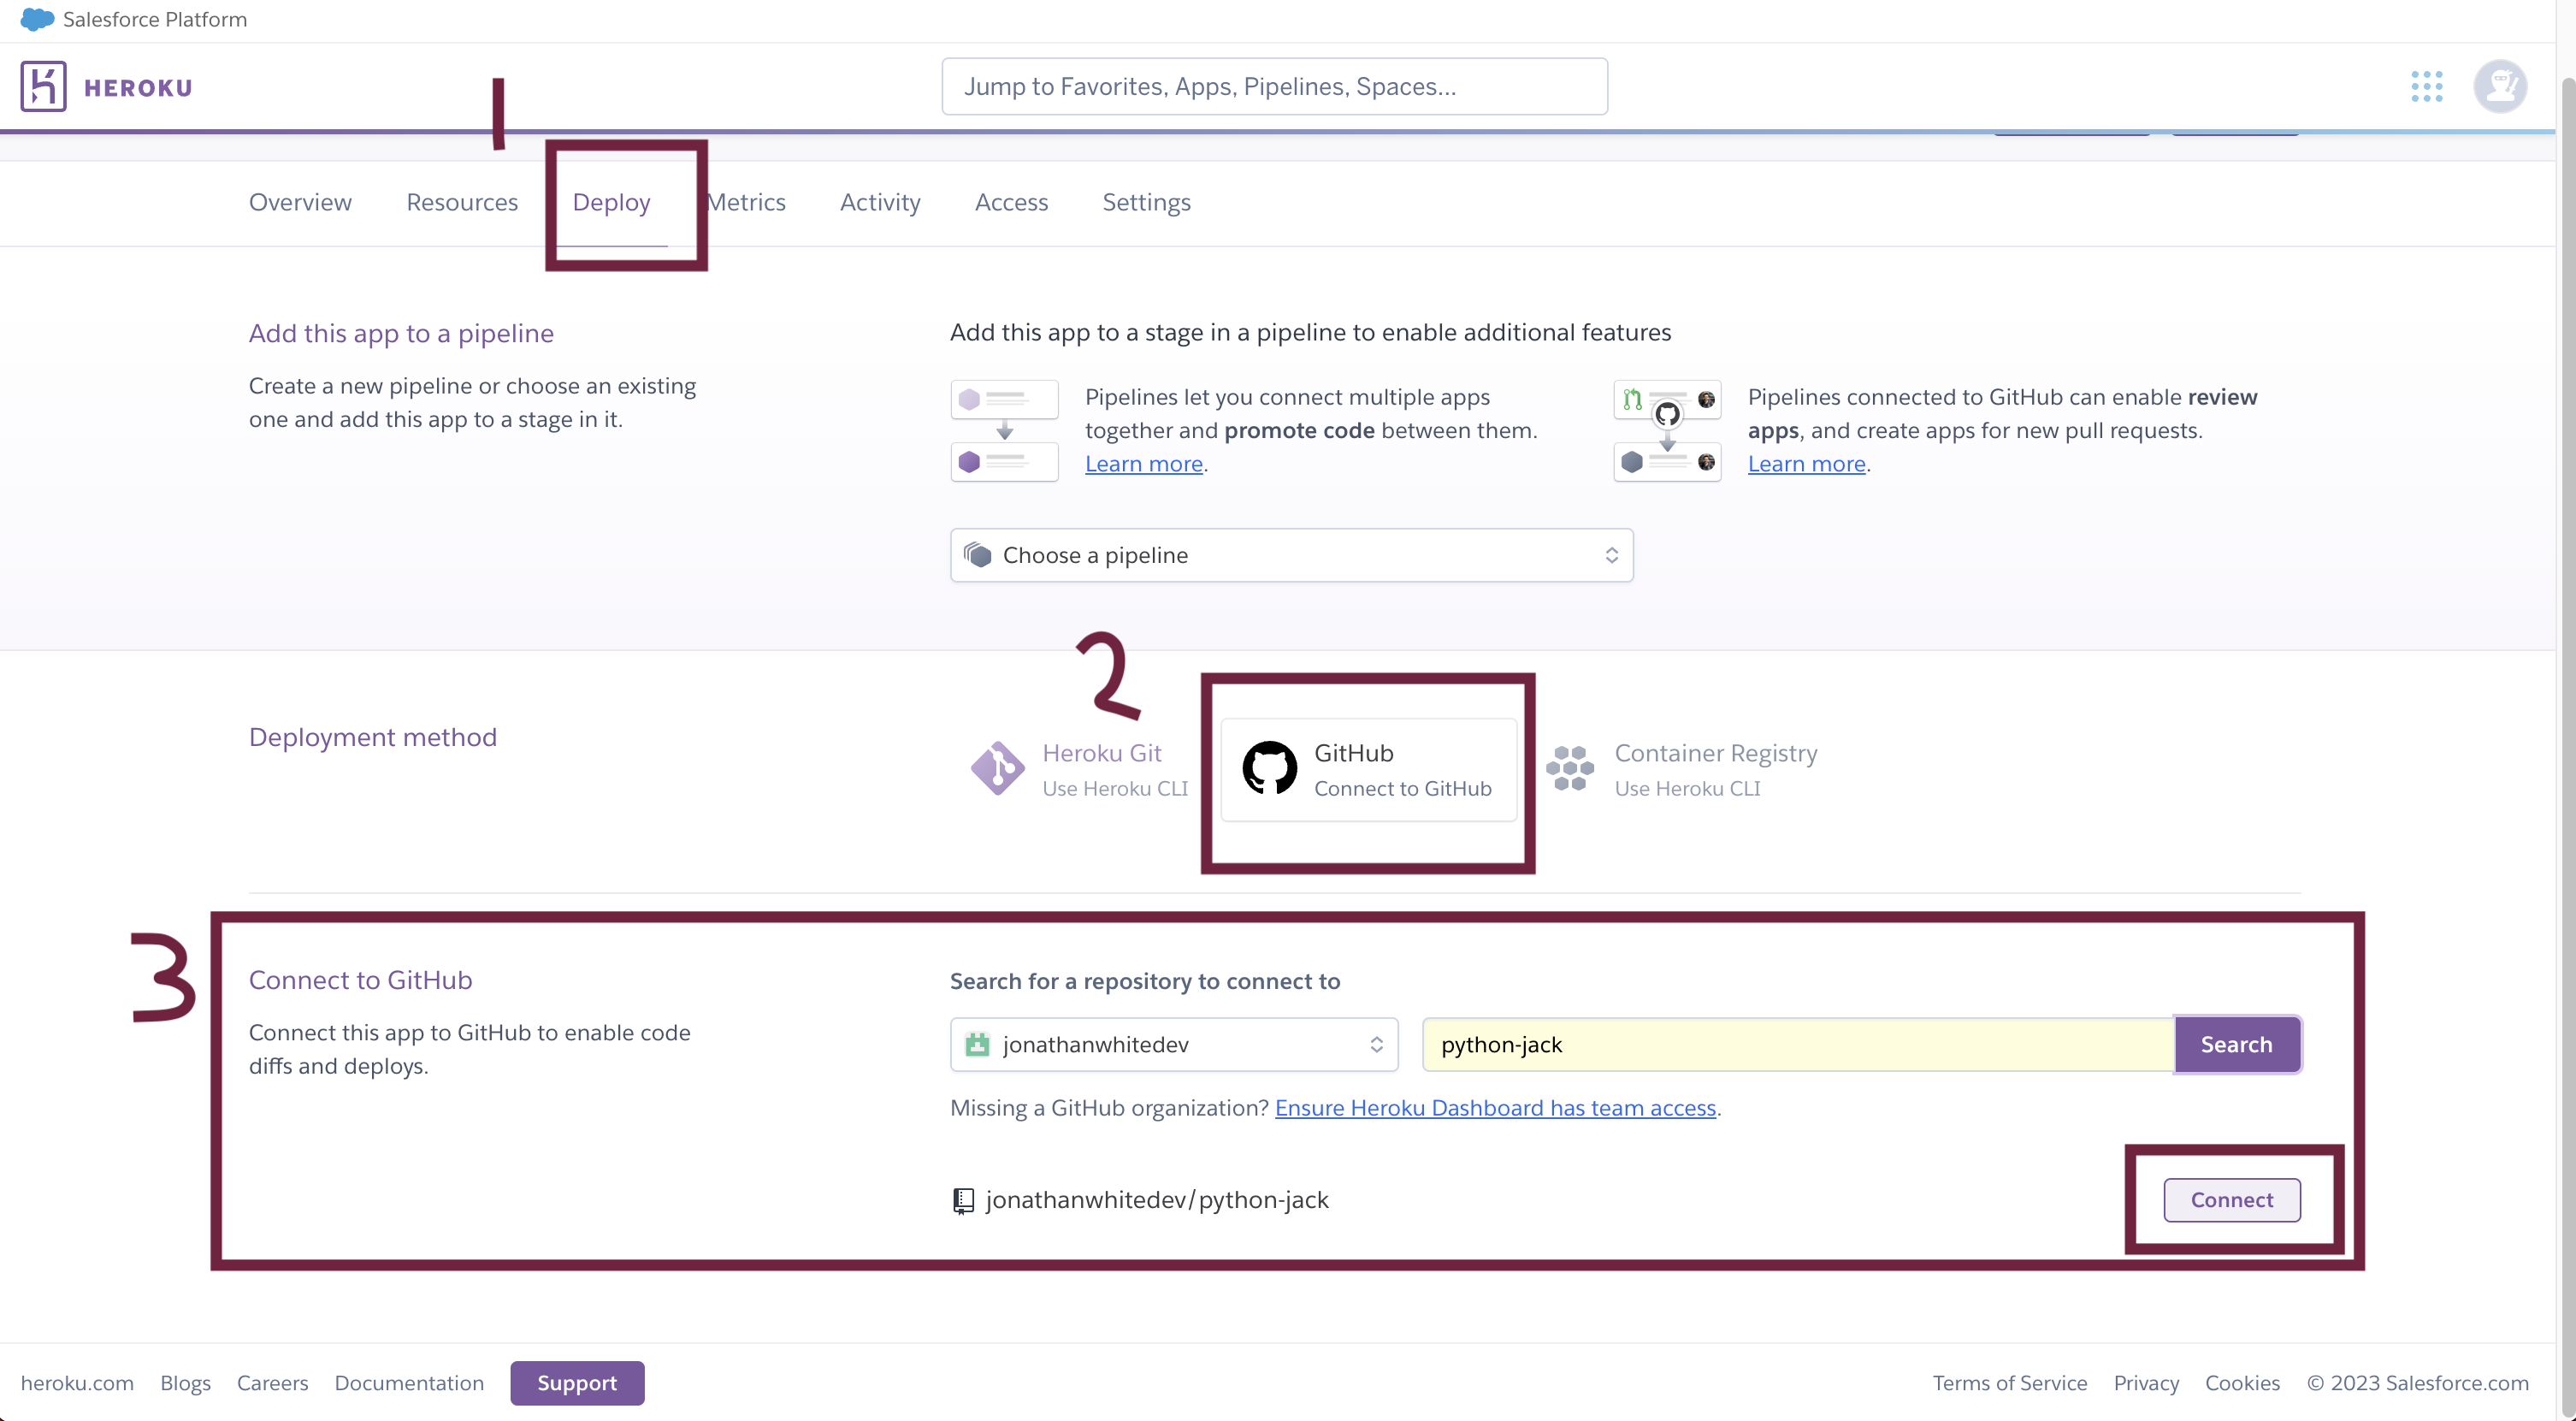 Salesforce Platform
HEROKU
Jump to Favorites, Apps, Pipelines, Spaces...
1
Overview Resources Deploy Metrics Activity Access Settings
Add this app to a pipeline
Create a new pipeline or choose an existing
one and add this app to a stage in it.
Add this app to a stage in a pipeline to enable additional features
Pipelines let you connect multiple apps
together and promote code between them.
Learn more.
Pipelines connected to GitHub can enable review
apps, and create apps for new pull requests.
Learn more.
Choose a pipeline
2
Deployment method
Heroku Git
Use Heroku CLI
GitHub
Connect to GitHub
Container Registry
Use Heroku CLI
3
Connect to GitHub
Connect this app to GitHub to enable code
diffs and deploys.
Search for a repository to connect to
jonathanwhitedev python-jack Search
Missing a GitHub organization? Ensure Heroku Dashboard has team access.
jonathanwhitedev/python-jack Connect
heroku.com Blogs Careers Documentation Support Terms of Service Privacy Cookies © 2023 Salesforce.com